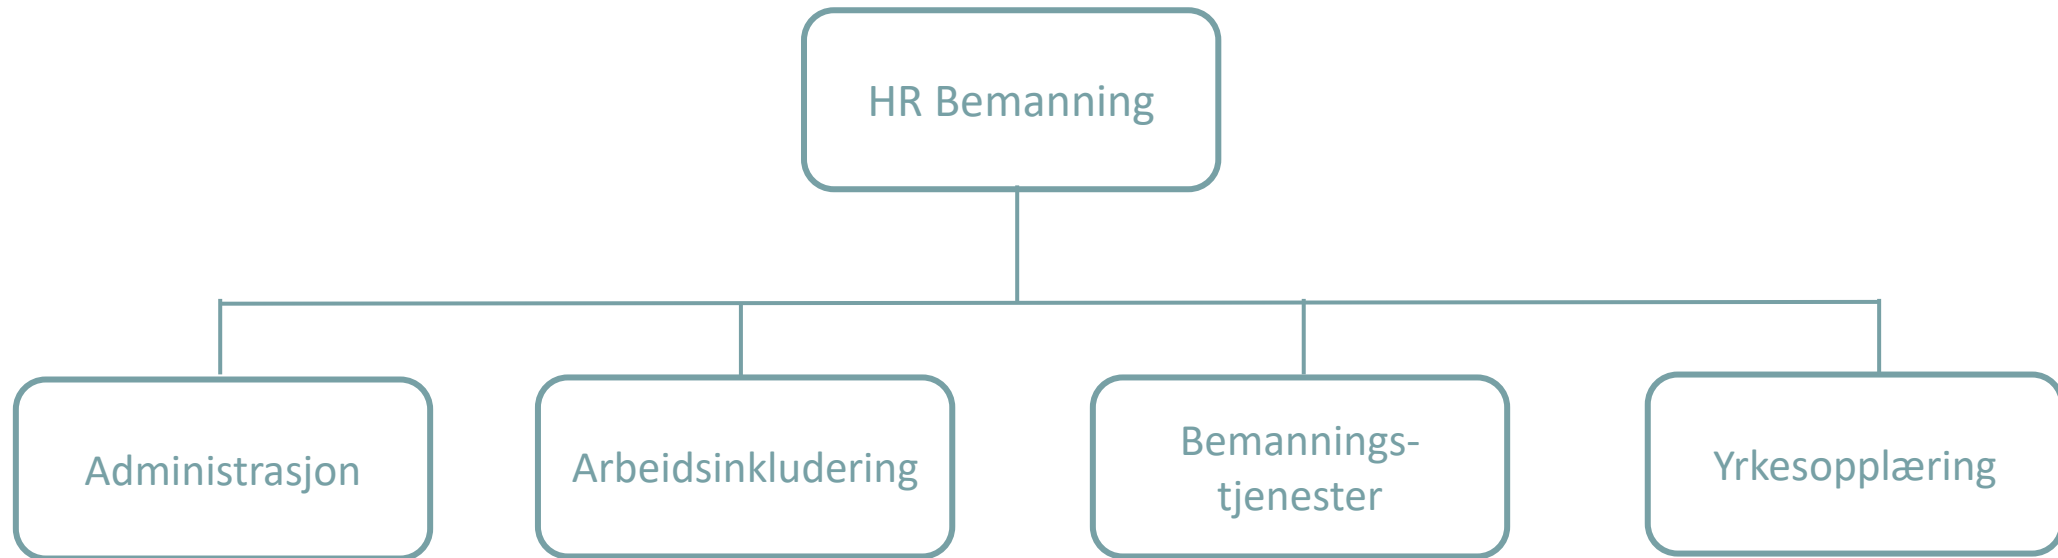 HR Bemanning
Administrasjon
Arbeidsinkludering
Bemannings-
tjenester
Yrkesopplæring